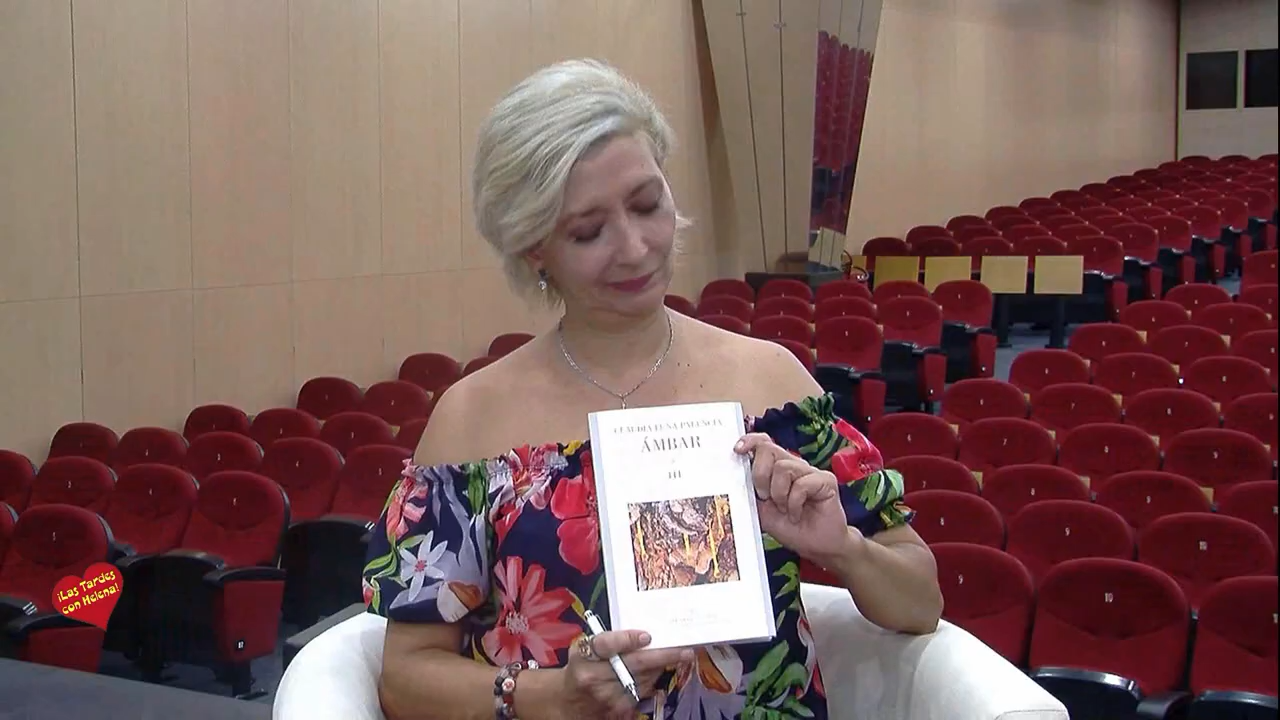 CLAUDIA LUNA PALENCIA
ÁMBAR
III
¡Las Tardes
con Helena!